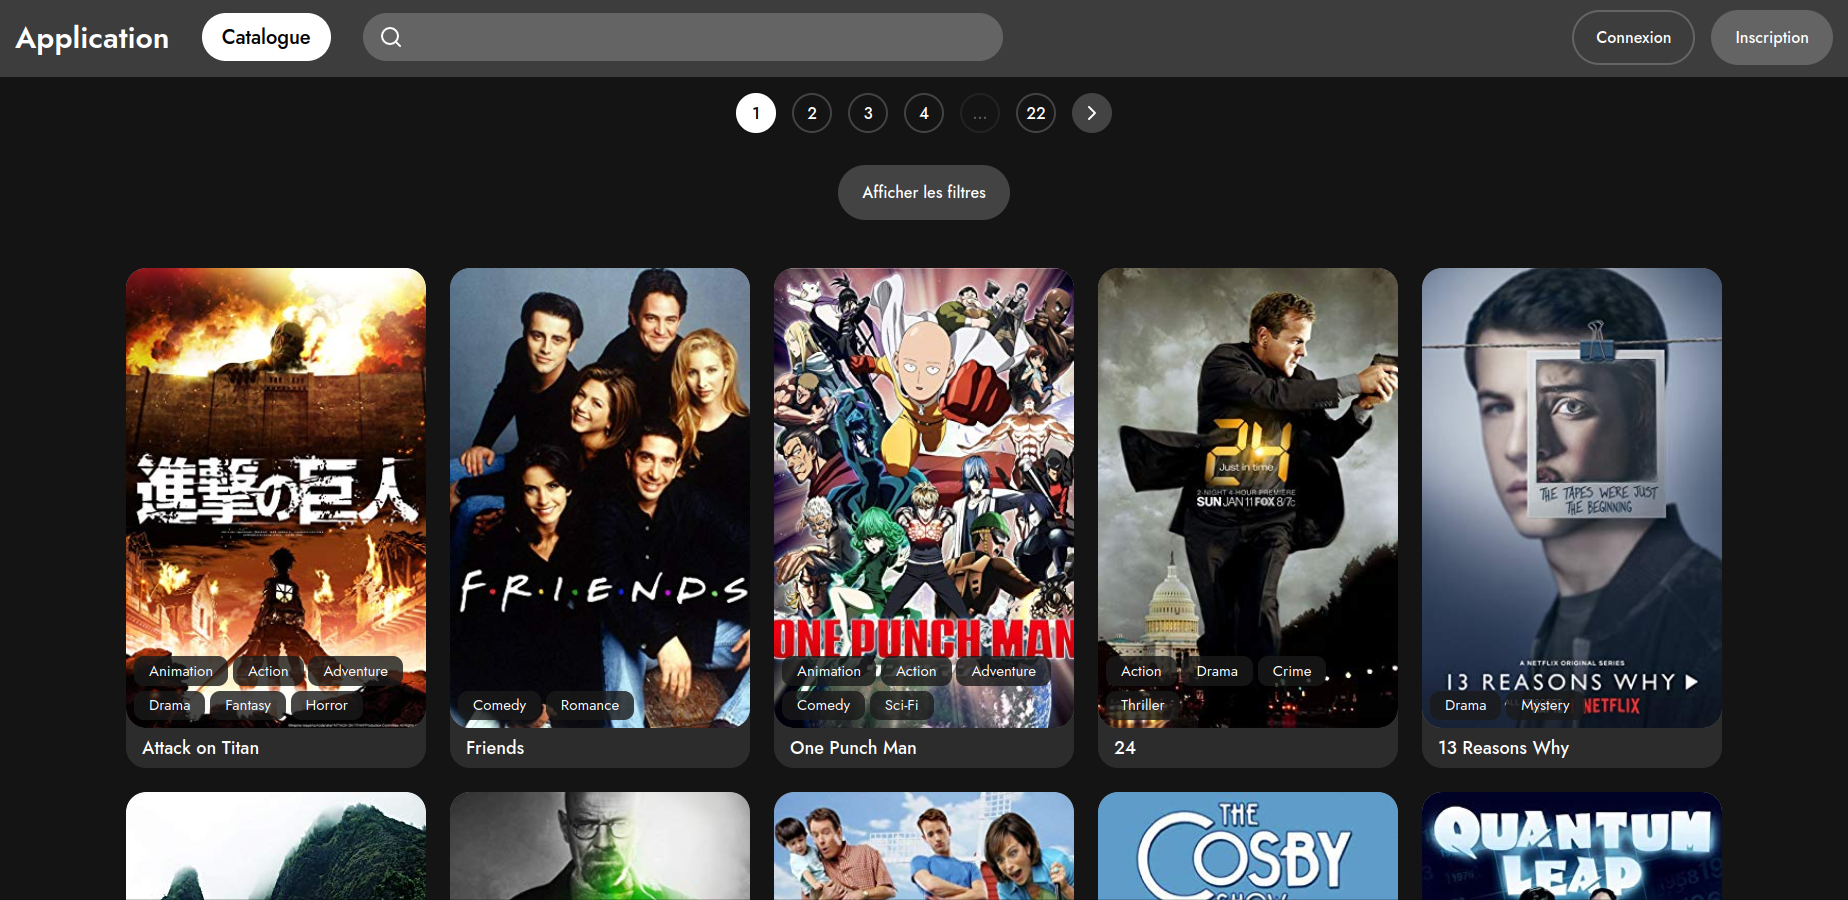 Application
Catalogue
Connexion
Inscription
1 2 3 4 ... 22
Afficher les filtres
進撃の巨人
Animation Action Adventure
Drama Fantasy Horror
Attack on Titan
F·R·I·E·N·D·S
Comedy Romance
Friends
ONE PUNCH MAN
Animation Action Adventure
Comedy Sci-Fi
One Punch Man
24
Just in time
2-NIGHT 4-HOUR PREMIERE
SUN JAN 11 FOX 8/7c
Action Drama Crime
Thriller
24
THE TAPES WERE JUST
THE BEGINNING
A NETFLIX ORIGINAL SERIES
13 REASONS WHY
NETFLIX
Drama Mystery
13 Reasons Why
THE
COSBY
SHOW
QUANTUM
LEAP